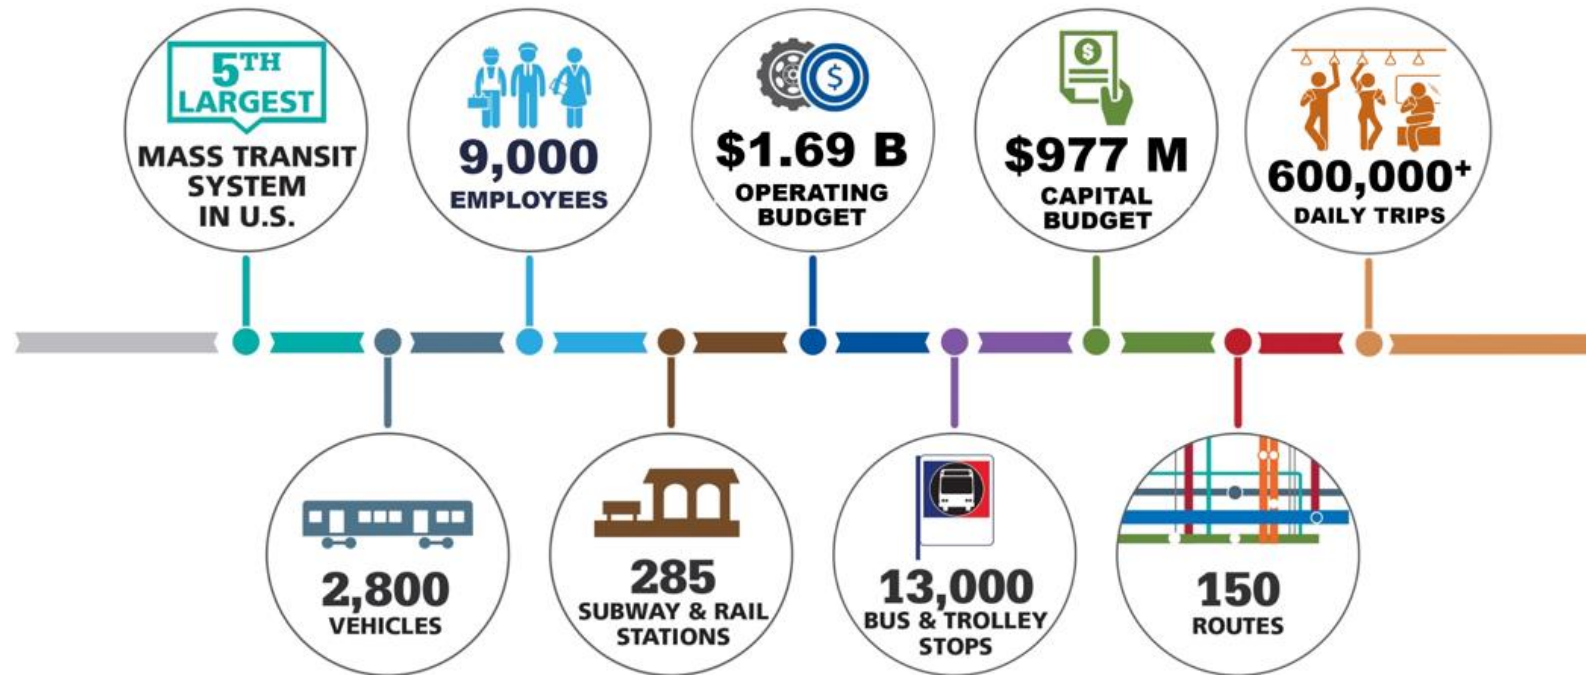 5TH
LARGEST
MASS TRANSIT
SYSTEM
IN U.S.
9,000
EMPLOYEES
$
$1.69 B
OPERATING
BUDGET
$
$977 M
CAPITAL
BUDGET
600,000+
DAILY TRIPS
2,800
VEHICLES
285
SUBWAY & RAIL
STATIONS
13,000
BUS & TROLLEY
STOPS
150
ROUTES